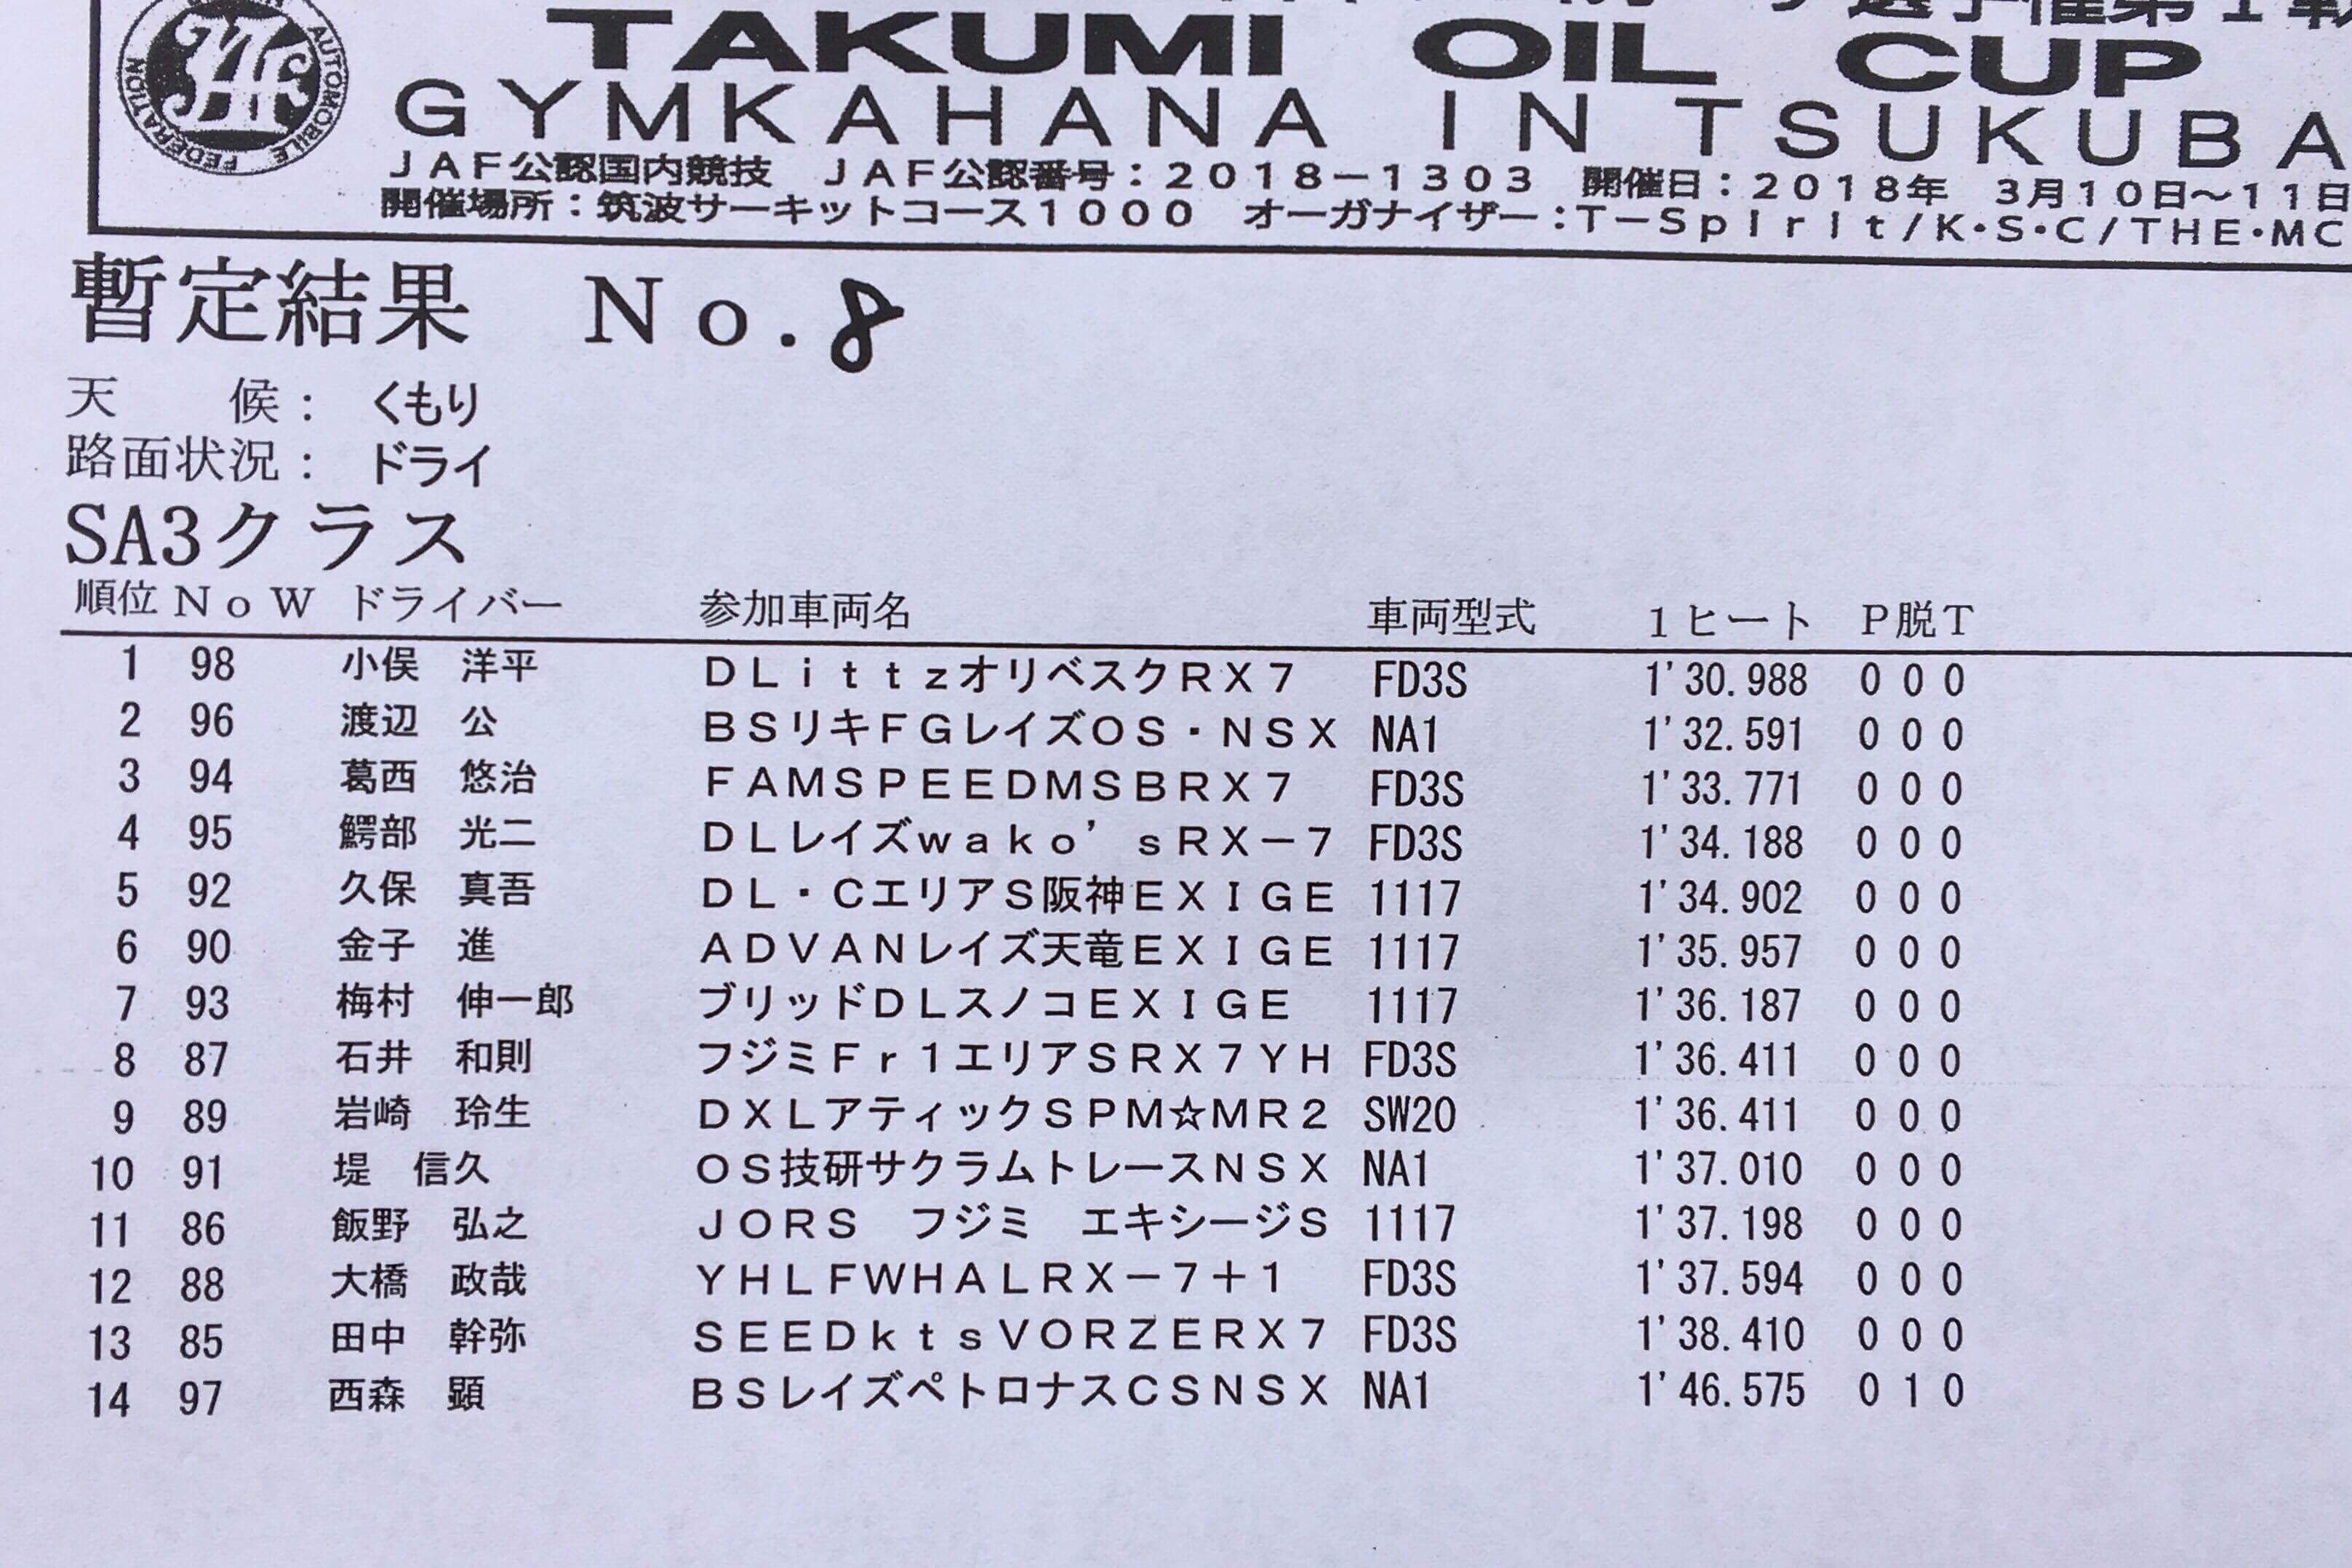 選手権第1戦
TAKUMI OIL CUP
GYMKAHANA IN TSUKUBA
AUTOMOBILE FEDERATION
JAF公認国内競技 JAF公認番号:2018-1303 開催日:2018年 3月10日~11日
開催場所:筑波サーキットコース1000 オーガナイザー:T-SpIrIt/K・S・C/THE・MC
暫定結果 No.8
天 候: くもり
路面状況: ドライ
SA3クラス
順位 No W ドライバー 参加車両名 車両型式 1ヒート P脱T
1 98 小俣 洋平 DLittzオリベスクRX7 FD3S 1'30.988 0 0 0
2 96 渡辺 公 BSリキFGレイズOS・NSX NA1 1'32.591 0 0 0
3 94 葛西 悠治 FAMSPEEDMSBRX7 FD3S 1'33.771 0 0 0
4 95 鰐部 光二 DLレイズwako'sRX-7 FD3S 1'34.188 0 0 0
5 92 久保 真吾 DL・CエリアS阪神EXIGE 1117 1'34.902 0 0 0
6 90 金子 進 ADVANレイズ天竜EXIGE 1117 1'35.957 0 0 0
7 93 梅村 伸一郎 ブリッドDLスノコEXIGE 1117 1'36.187 0 0 0
8 87 石井 和則 フジミFr1エリアSRX7YH FD3S 1'36.411 0 0 0
9 89 岩崎 玲生 DXLアティックSPM☆MR2 SW20 1'36.411 0 0 0
10 91 堤 信久 OS技研サクラムトレースNSX NA1 1'37.010 0 0 0
11 86 飯野 弘之 JORS フジミ エキシージS 1117 1'37.198 0 0 0
12 88 大橋 政哉 YHLFWHALRX-7+1 FD3S 1'37.594 0 0 0
13 85 田中 幹弥 SEEDktsVORZERX7 FD3S 1'38.410 0 0 0
14 97 西森 顕 BSレイズペトロナスCSNSX NA1 1'46.575 0 1 0